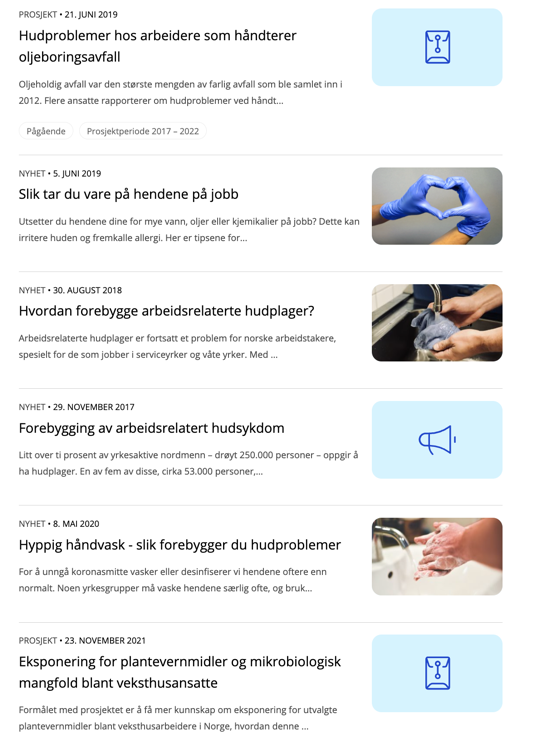 PROSJEKT • 21. JUNI 2019
Hudproblemer hos arbeidere som håndterer
oljeboringsavfall
Oljeholdig avfall var den største mengden av farlig avfall som ble samlet inn i
2012. Flere ansatte rapporterer om hudproblemer ved håndt...
Pågående
Prosjektperiode 2017 – 2022
NYHET • 5. JUNI 2019
Slik tar du vare på hendene på jobb
Utsetter du hendene dine for mye vann, oljer eller kjemikalier på jobb? Dette kan
irritere huden og fremkalle allergi. Her er tipsene for...
NYHET • 30. AUGUST 2018
Hvordan forebygge arbeidsrelaterte hudplager?
Arbeidsrelaterte hudplager er fortsatt et problem for norske arbeidstakere,
spesielt for de som jobber i serviceyrker og våte yrker. Med ...
NYHET • 29. NOVEMBER 2017
Forebygging av arbeidsrelatert hudsykdom
Litt over ti prosent av yrkesaktive nordmenn – drøyt 250.000 personer – oppgir å
ha hudplager. En av fem av disse, cirka 53.000 personer,...
NYHET • 8. MAI 2020
Hyppig håndvask - slik forebygger du hudproblemer
For å unngå koronasmitte vasker eller desinfiserer vi hendene oftere enn
normalt. Noen yrkesgrupper må vaske hendene særlig ofte, og bruk...
PROSJEKT • 23. NOVEMBER 2021
Eksponering for plantevernmidler og mikrobiologisk
mangfold blant veksthusansatte
Formålet med prosjektet er å få mer kunnskap om eksponering for utvalgte
plantevernmidler blant veksthusarbeidere i Norge, hvordan denne ...